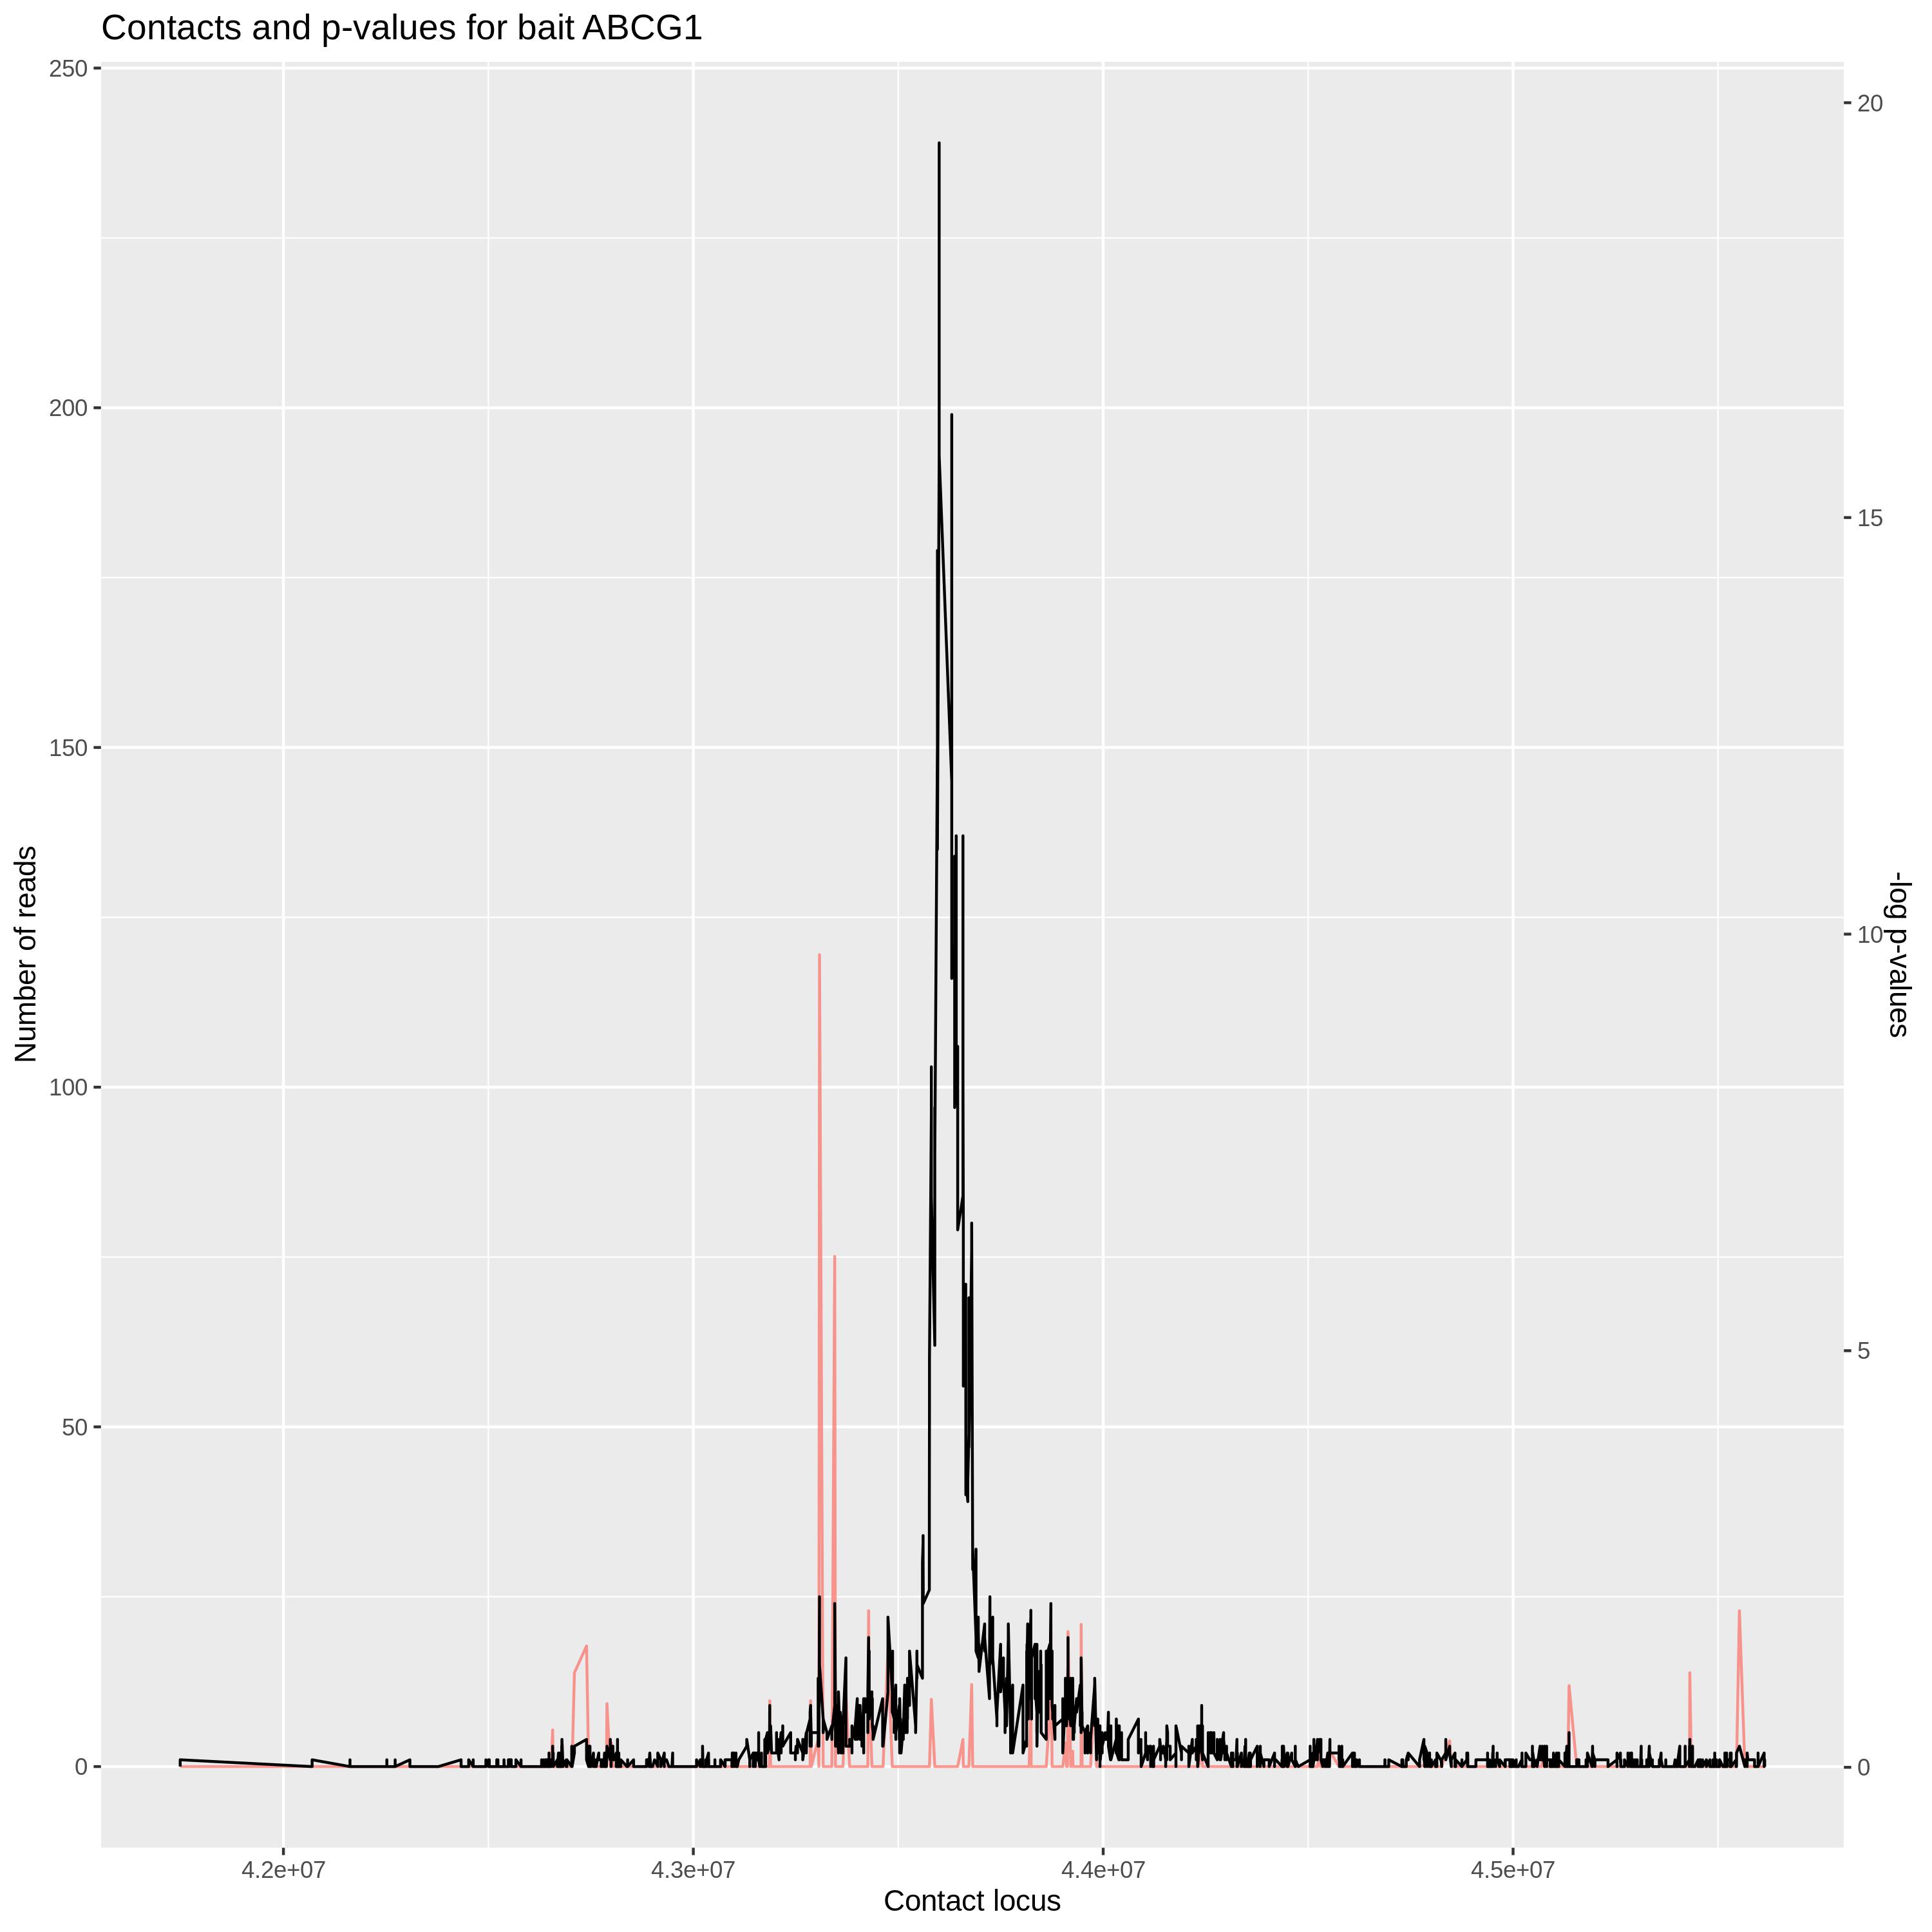 Contacts and p-values for bait ABCG1
250
200
150
100
50
0
Number of reads
20
15
10
5
0
-log p-values
4.2e+07 4.3e+07 4.4e+07 4.5e+07
Contact locus